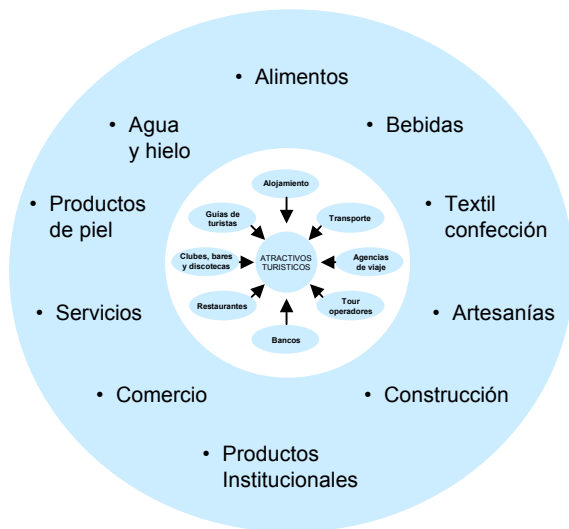 • Alimentos
• Agua
y hielo
• Bebidas
• Productos
de piel
• Textil
confección
• Servicios
• Artesanías
• Comercio
• Construcción
• Productos
Institucionales
Alojamiento
Guías de
turistas
Transporte
Clubes, bares
y discotecas
ATRACTIVOS
TURISTICOS
Agencias
de viaje
Restaurantes
Tour
operadores
Bancos